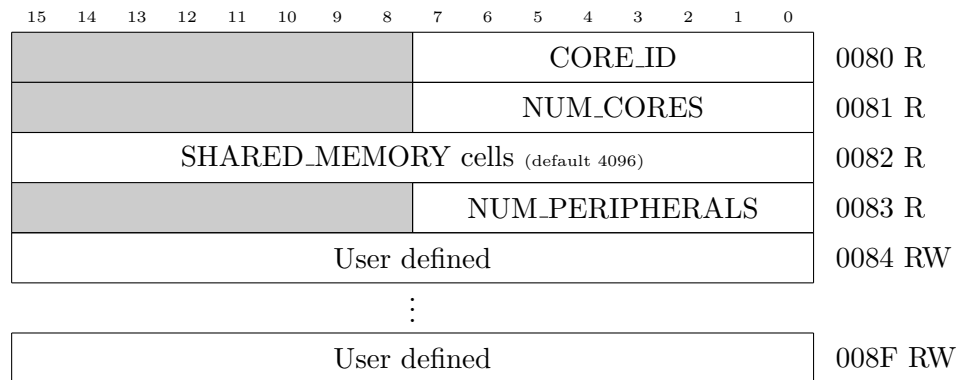 15 14 13 12 11 10 9 8 7 6 5 4 3 2 1 0
CORE_ID 0080 R
NUM_CORES 0081 R
SHARED_MEMORY cells (default 4096) 0082 R
NUM_PERIPHERALS 0083 R
User defined 0084 RW
⋮
User defined 008F RW